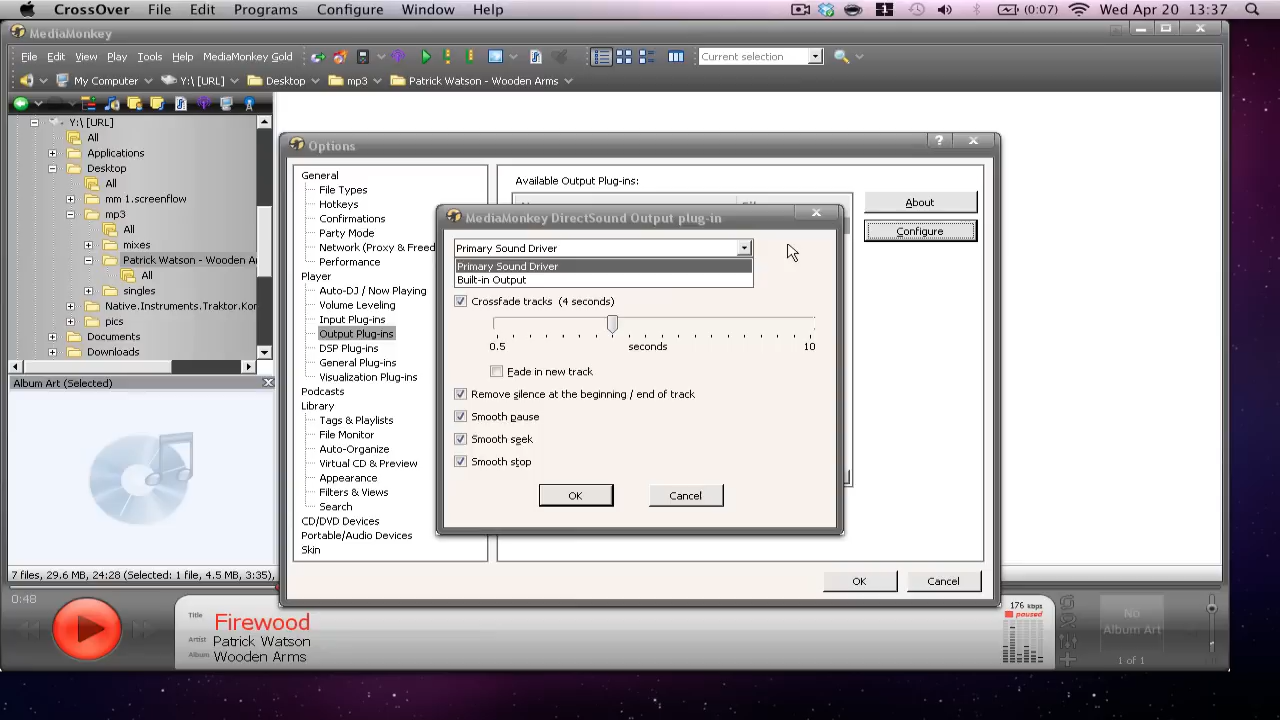 CrossOver File Edit Programs Configure Window Help (0:07) Wed Apr 20 13:37
MediaMonkey
File Edit View Play Tools Help MediaMonkey Gold Current selection
My Computer Y:\ [URL] Desktop mp3 Patrick Watson - Wooden Arms
Y:\ [URL]
All
Applications
Desktop
All
mm 1.screenflow
mp3
All
mixes
Patrick Watson - Wooden Ar
All
singles
Native.Instruments.Traktor.Kon
pics
Documents
Downloads
Album Art (Selected)
7 files, 29.6 MB, 24:28 (Selected: 1 file, 4.5 MB, 3:35),
Options
General
File Types
Hotkeys
Confirmations
Party Mode
Network (Proxy & Freed
Performance
Player
Auto-DJ / Now Playing
Volume Leveling
Input Plug-ins
Output Plug-ins
DSP Plug-ins
General Plug-ins
Visualization Plug-ins
Podcasts
Library
Tags & Playlists
File Monitor
Auto-Organize
Virtual CD & Preview
Appearance
Filters & Views
Search
CD/DVD Devices
Portable/Audio Devices
Skin
Available Output Plug-ins:
About
Configure
MediaMonkey DirectSound Output plug-in
Primary Sound Driver
Primary Sound Driver
Built-in Output
Crossfade tracks (4 seconds)
0.5 seconds 10
Fade in new track
Remove silence at the beginning / end of track
Smooth pause
Smooth seek
Smooth stop
OK Cancel
OK Cancel
0:48
Title Firewood
Artist Patrick Watson
Album Wooden Arms
176 kbps
paused
No
Album Art
1 of 1